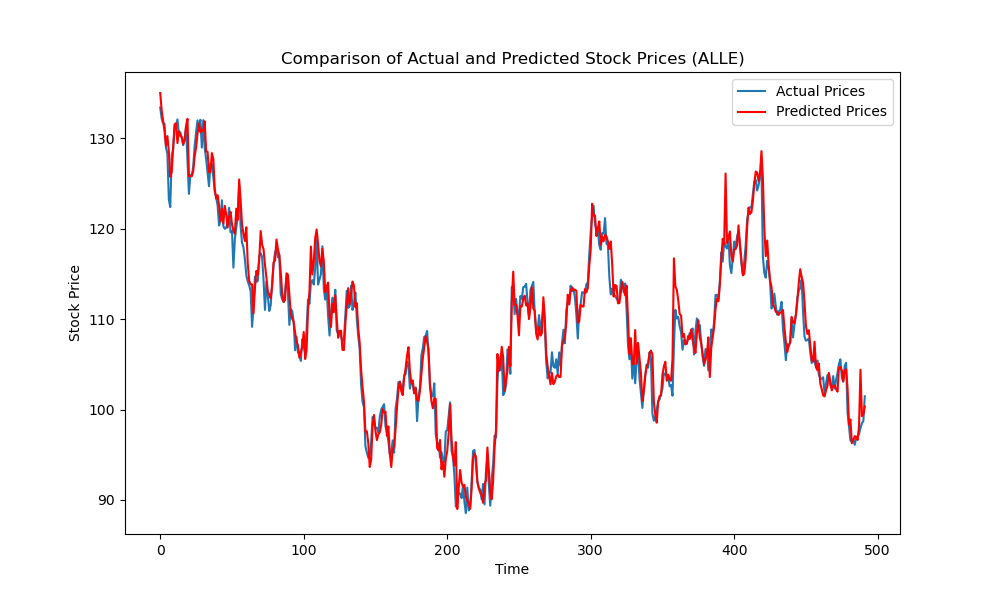 Comparison of Actual and Predicted Stock Prices (ALLE)
Actual Prices
Predicted Prices
Stock Price
130
120
110
100
90
0 100 200 300 400 500
Time